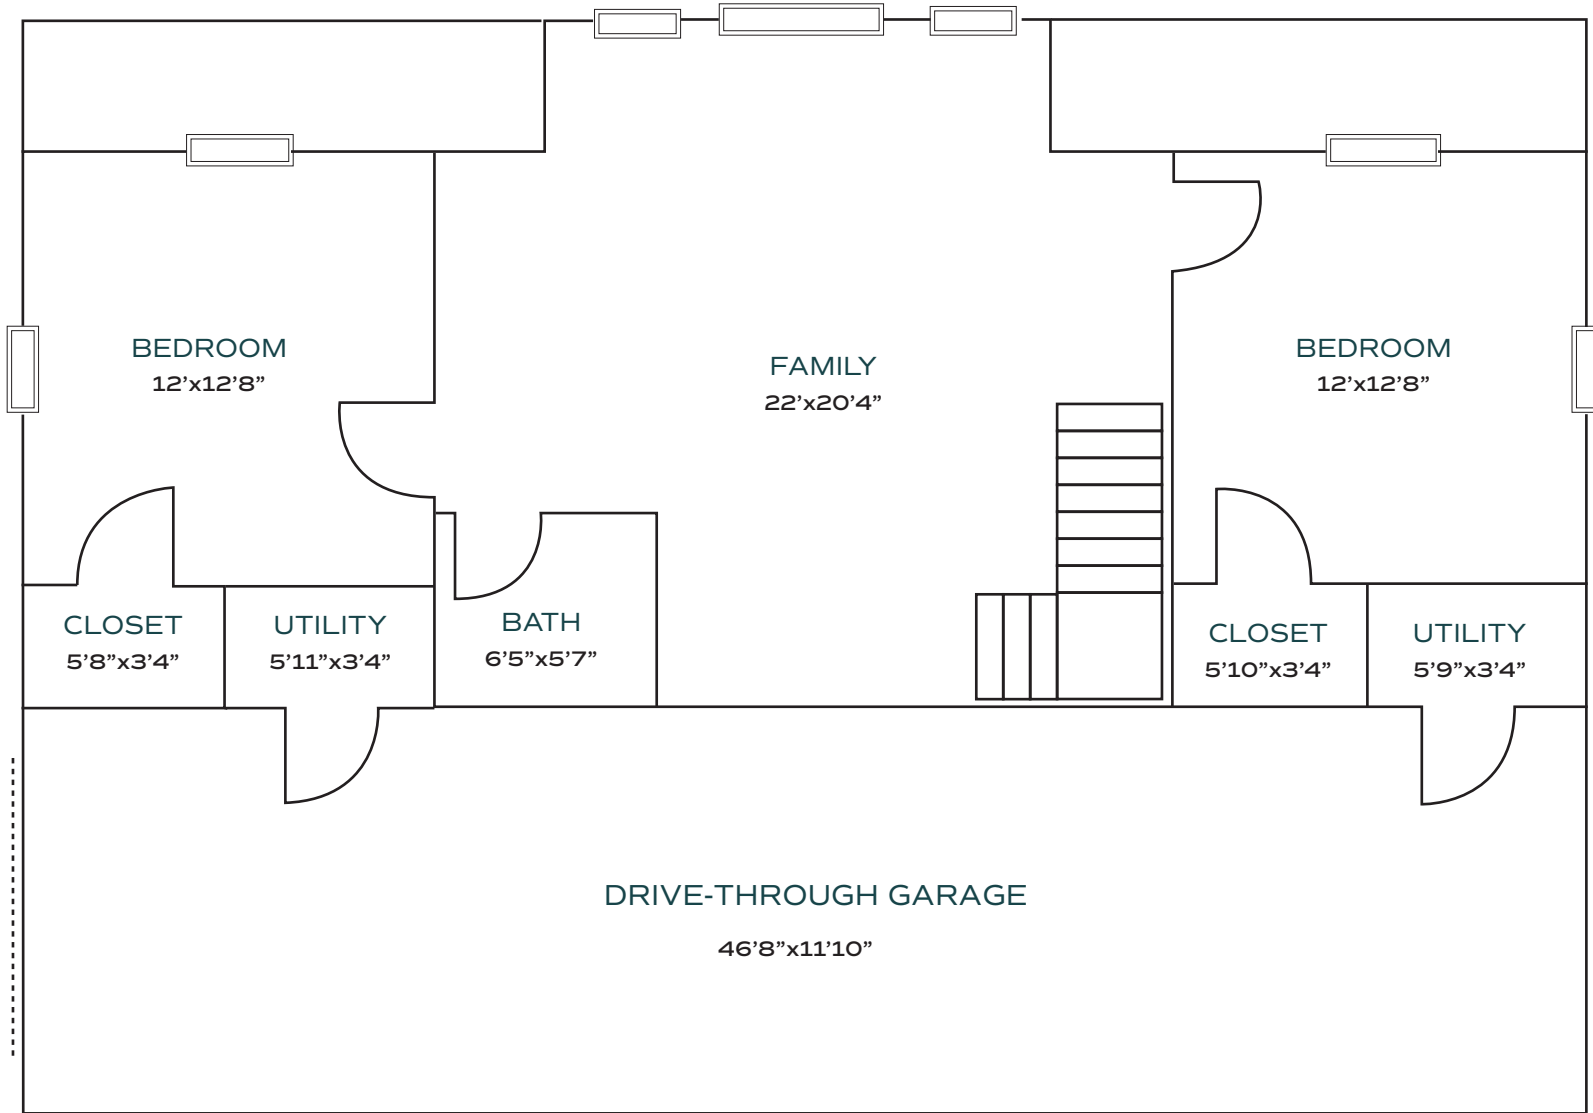 BEDROOM
12’x12’8”
FAMILY
22’x20’4”
BEDROOM
12’x12’8”
CLOSET
5’8”x3’4”
UTILITY
5’11”x3’4”
BATH
6’5”x5’7”
CLOSET
5’10”x3’4”
UTILITY
5’9”x3’4”
DRIVE-THROUGH GARAGE
46’8”x11’10”